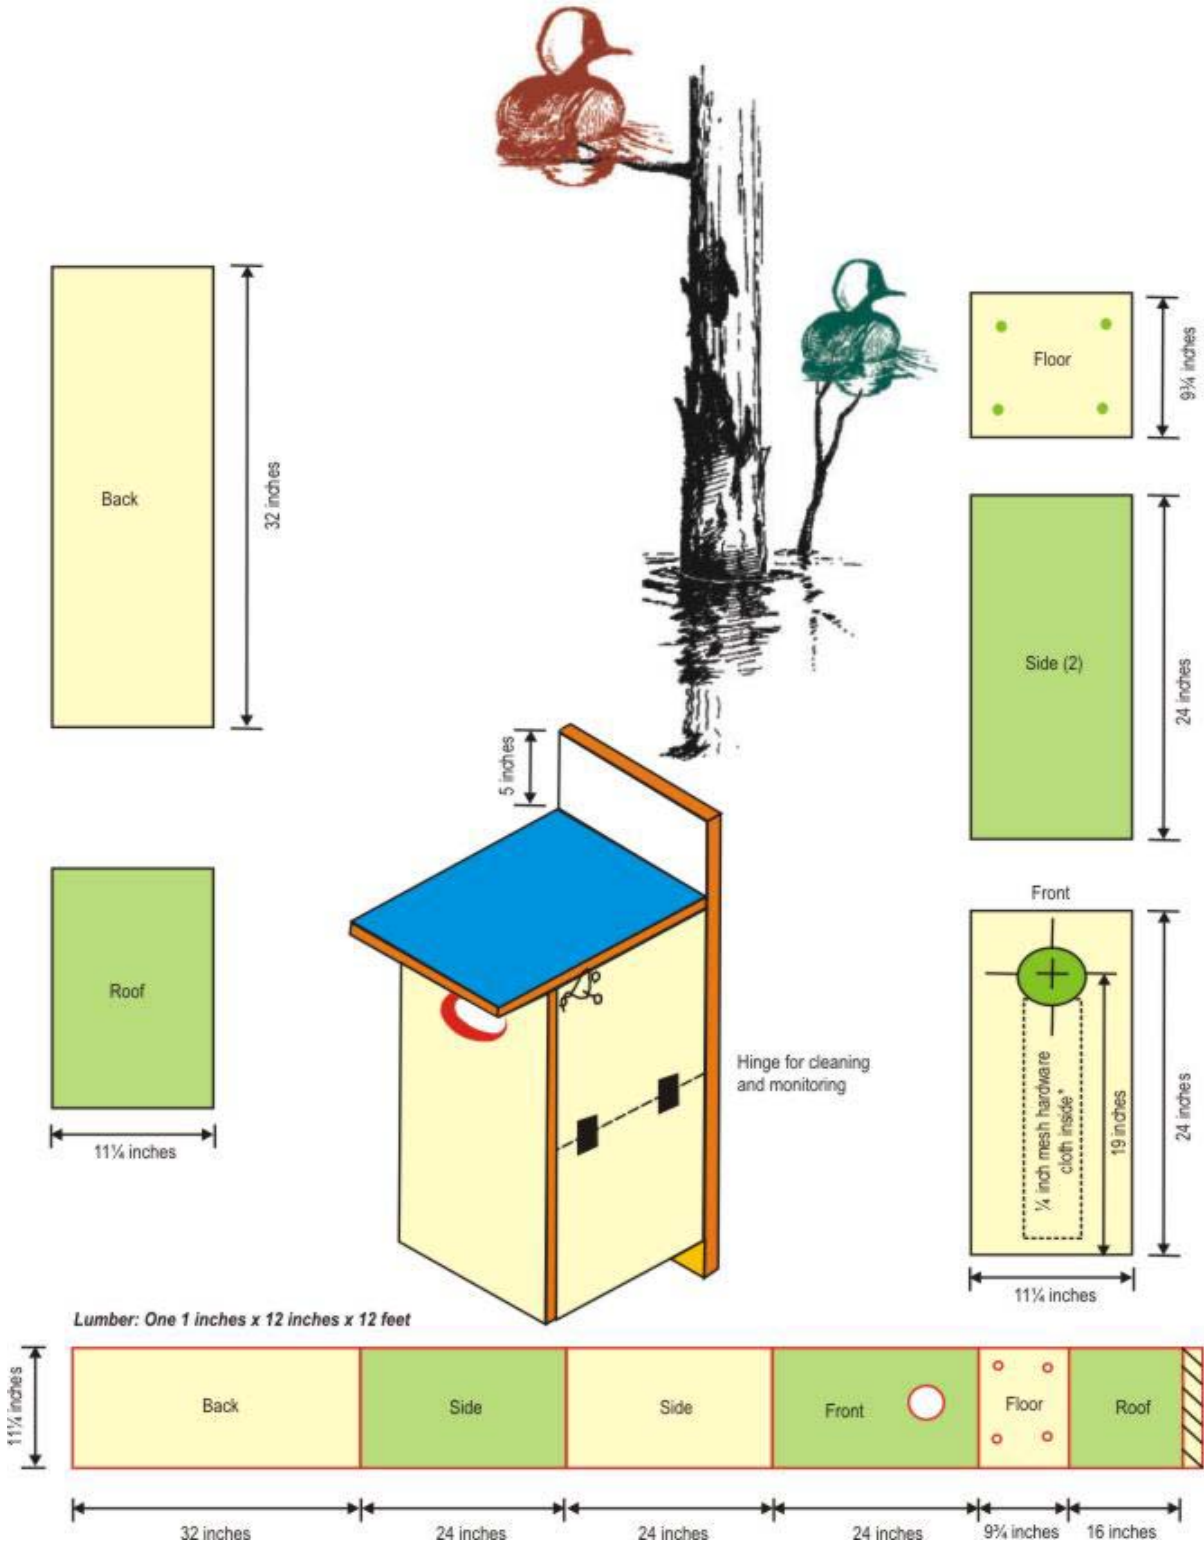 Back
32 inches
Floor
9¾ inches
Side (2)
24 inches
5 inches
Roof
11¼ inches
Front
¼ inch mesh hardware
cloth inside*
19 inches
24 inches
11¼ inches
Hinge for cleaning
and monitoring
Lumber: One 1 inches x 12 inches x 12 feet
11¼ inches
Back
Side
Side
Front
Floor
Roof
32 inches
24 inches
24 inches
24 inches
9¾ inches
16 inches